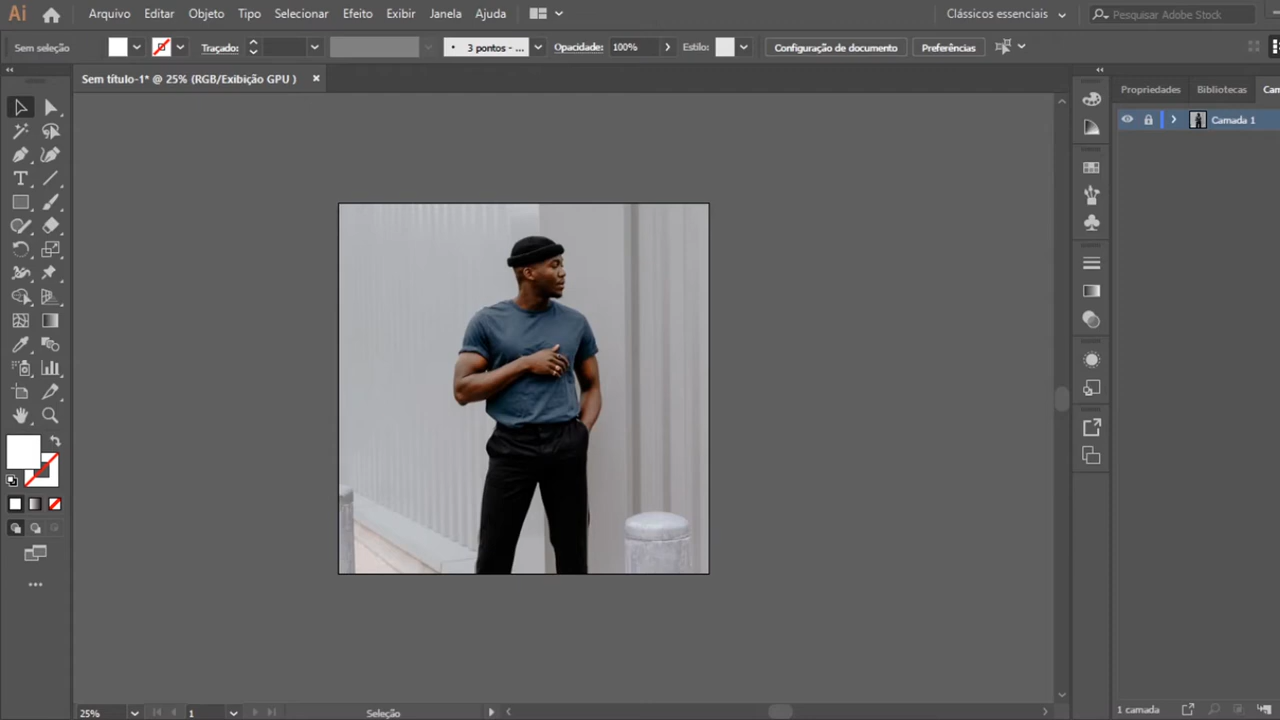 Ai Arquivo Editar Objeto Tipo Selecionar Efeito Exibir Janela Ajuda Clássicos essenciais Pesquisar Adobe Stock
Sem seleção Traçado: 3 pontos - ... Opacidade: 100% Estilo: Configuração de documento Preferências
Sem título-1* @ 25% (RGB/Exibição GPU ) ×
Propriedades Bibliotecas Cam
Camada 1
25% 1 Seleção 1 camada